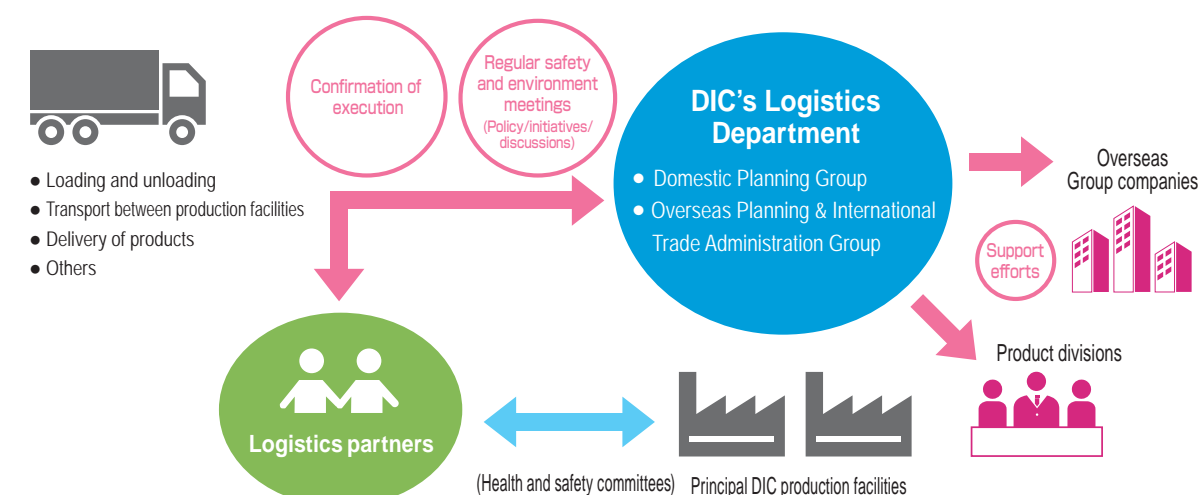 Confirmation of
execution
Regular safety
and environment
meetings
(Policy/initiatives/
discussions)
DIC's Logistics
Department
● Domestic Planning Group
● Overseas Planning & International
Trade Administration Group
● Loading and unloading
● Transport between production facilities
● Delivery of products
● Others
Overseas
Group companies
Support
efforts
Product divisions
Logistics partners
(Health and safety committees)
Principal DIC production facilities